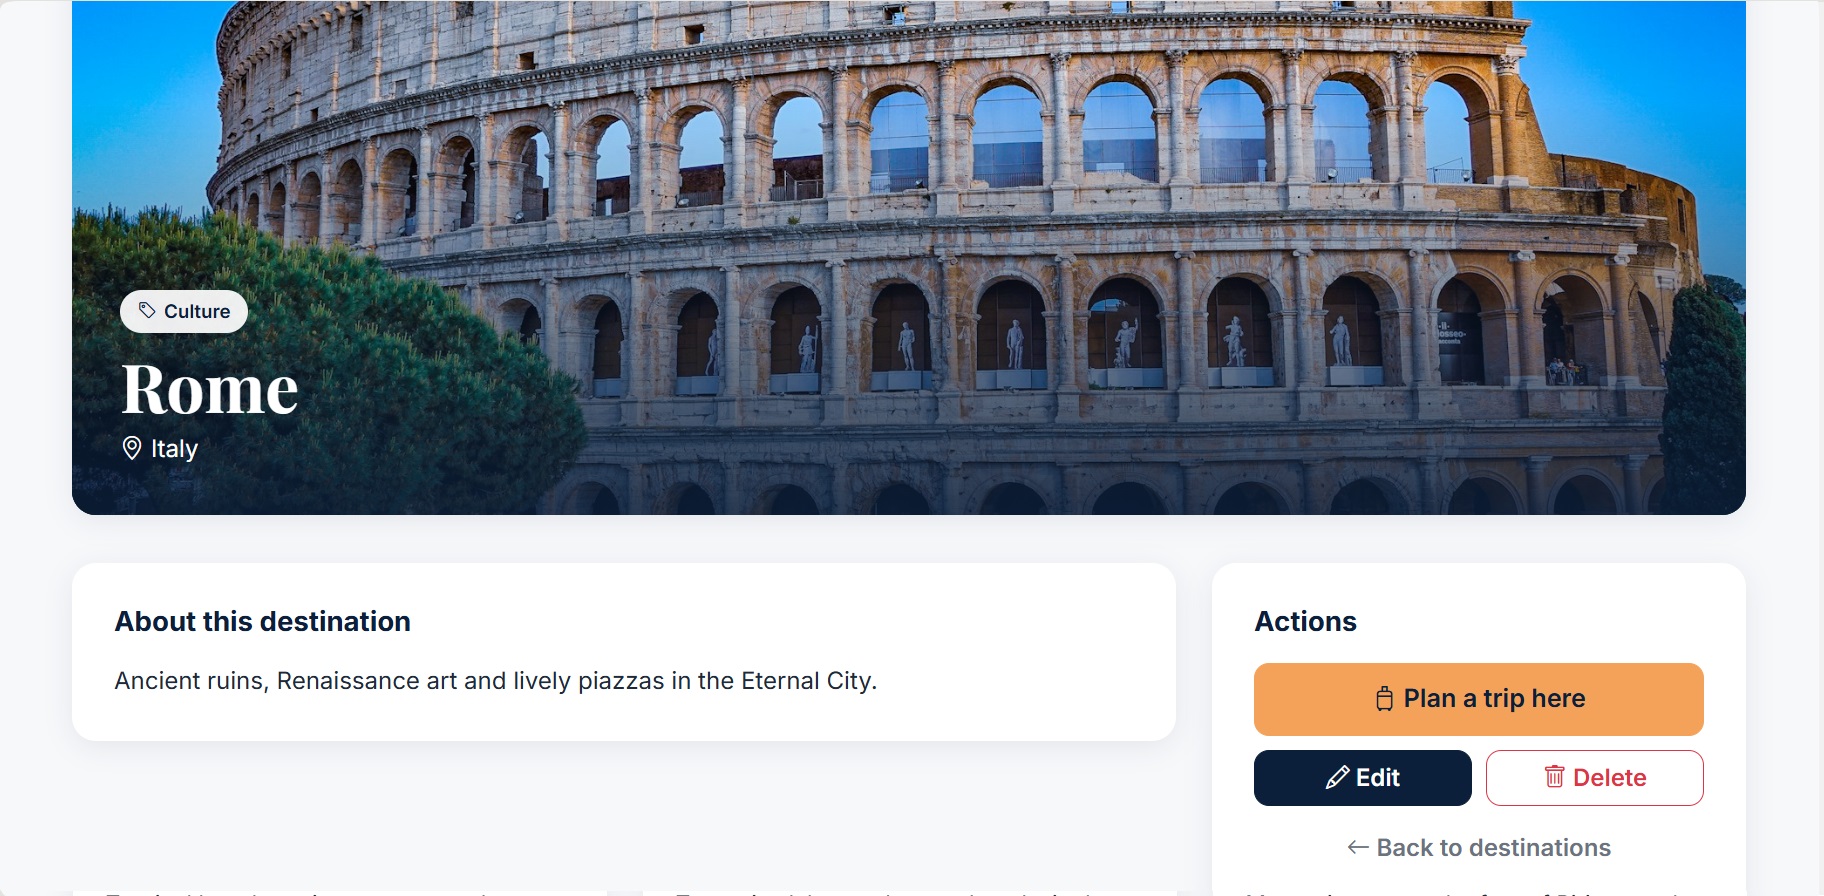 Culture
Rome
Italy
About this destination
Ancient ruins, Renaissance art and lively piazzas in the Eternal City.
Actions
Plan a trip here
Edit
Delete
Back to destinations